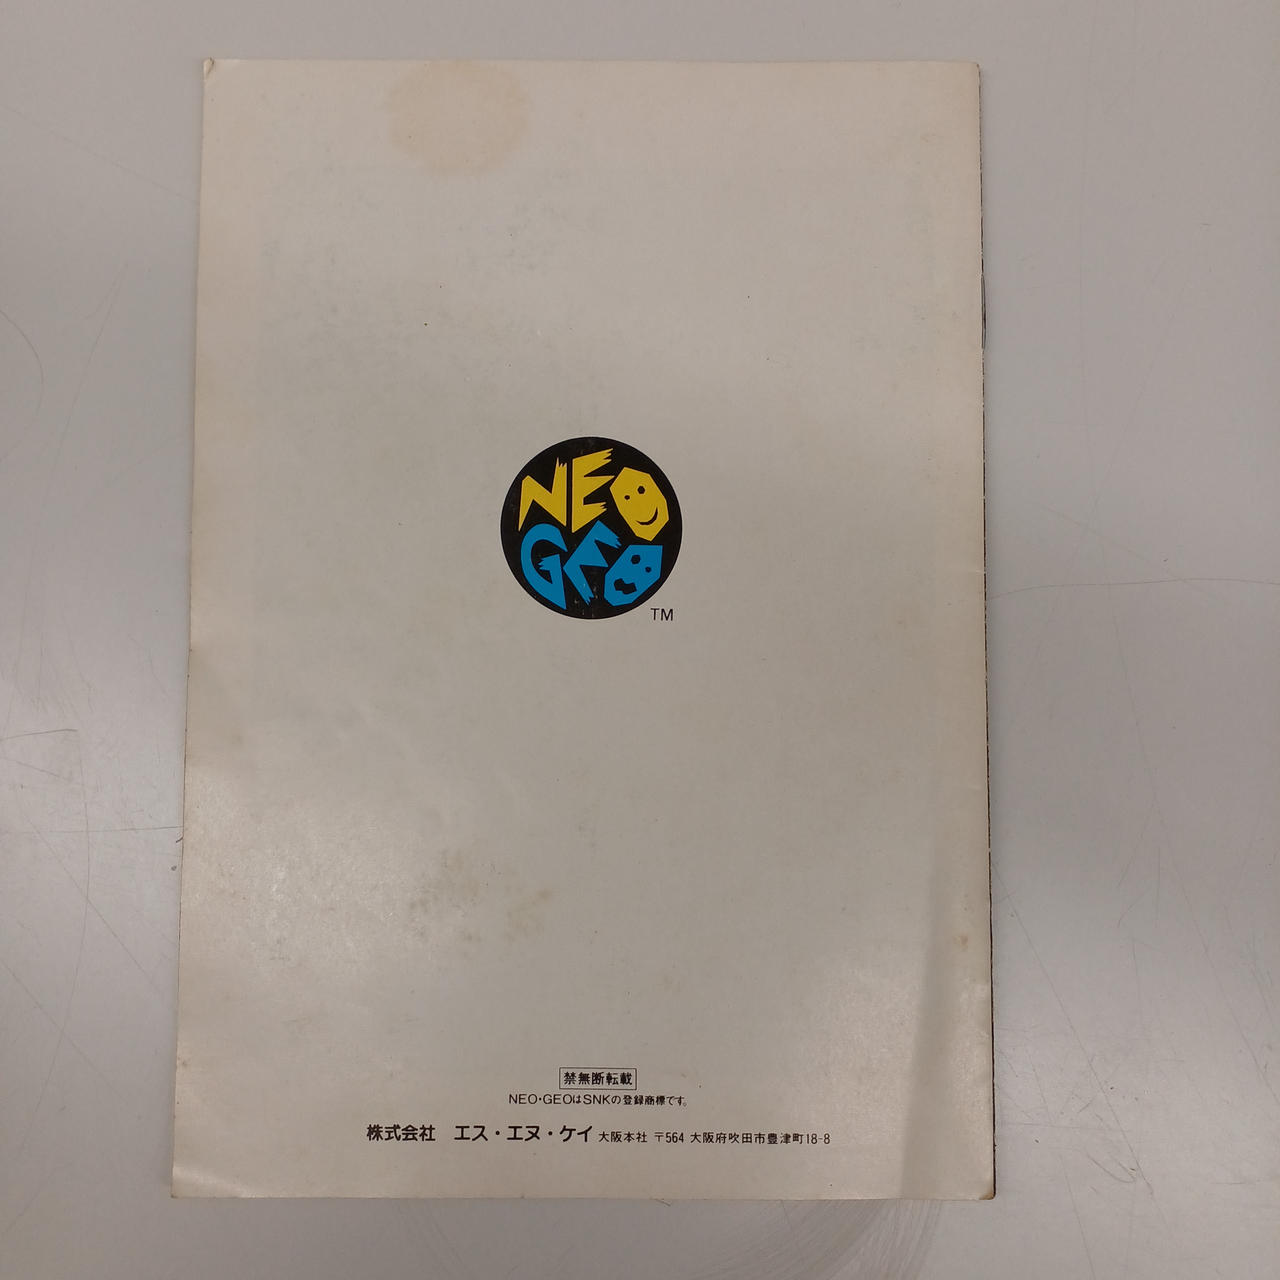 NEO
GEO
TM
禁無断転載
NEO・GEOはSNKの登録商標です。
株式会社 エス・エヌ・ケイ 大阪本社 〒564 大阪府吹田市豊津町18-8